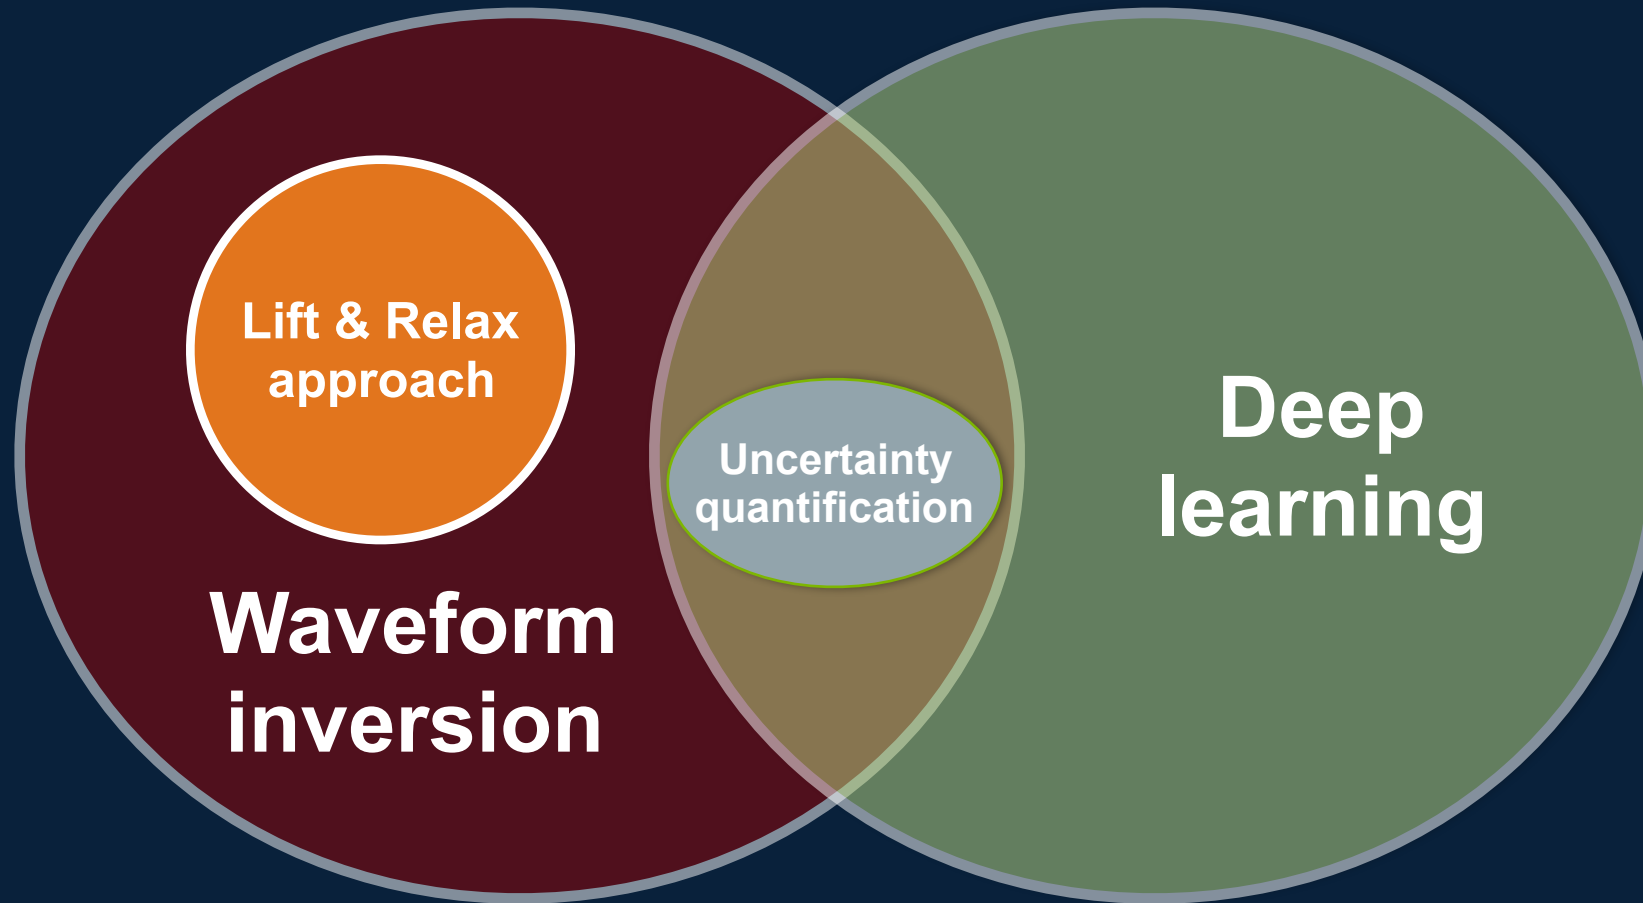 Lift & Relax
approach
Waveform
inversion
Uncertainty
quantification
Deep
learning